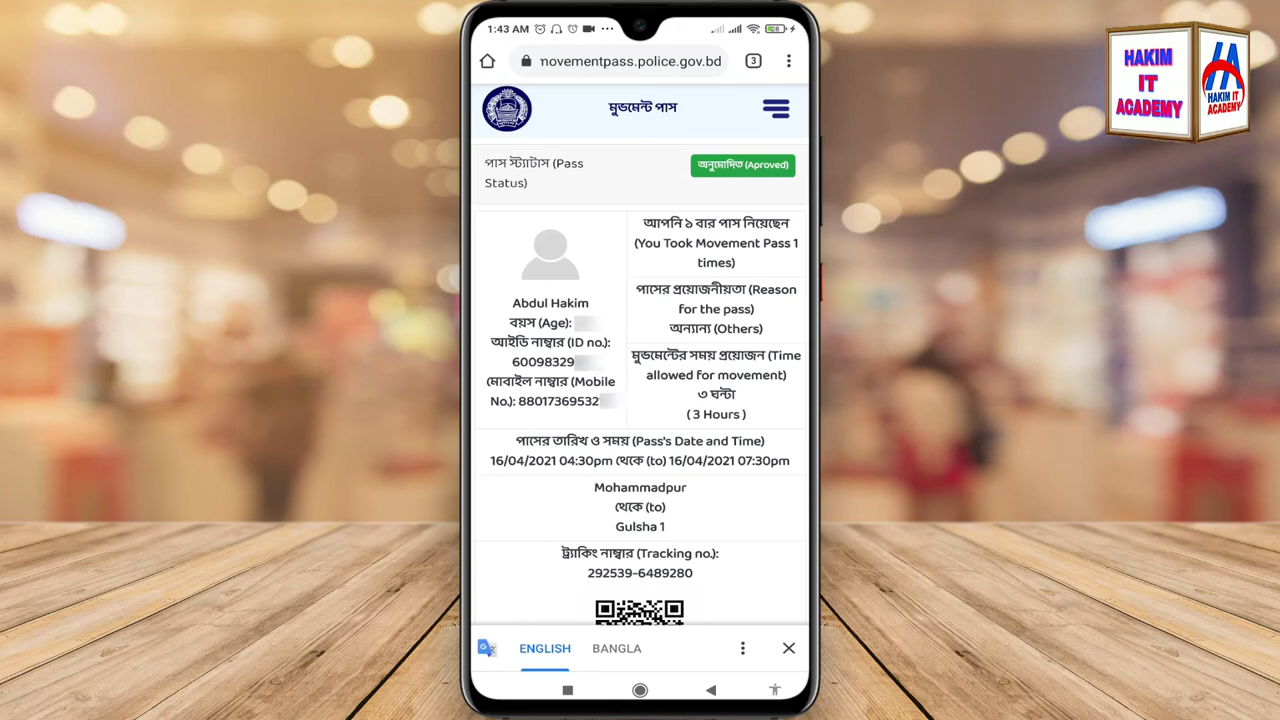 1:43 AM
28
movementpass.police.gov.bd
3
মুভমেন্ট পাস
পাস স্ট্যাটাস (Pass
Status)
অনুমোদিত (Aproved)
Abdul Hakim
বয়স (Age):
আইডি নাম্বার (ID no.):
60098329
মোবাইল নাম্বার (Mobile
No.): 88017369532
আপনি ১ বার পাস নিয়েছেন
(You Took Movement Pass 1
times)
পাসের প্রয়োজনীয়তা (Reason
for the pass)
অন্যান্য (Others)
মুভমেন্টের সময় প্রয়োজন (Time
allowed for movement)
৩ ঘন্টা
( 3 Hours )
পাসের তারিখ ও সময় (Pass's Date and Time)
16/04/2021 04:30pm থেকে (to) 16/04/2021 07:30pm
Mohammadpur
থেকে (to)
Gulsha 1
ট্র্যাকিং নাম্বার (Tracking no.):
292539-6489280
ENGLISH BANGLA
HAKIM
IT
ACADEMY
HAKIM IT
ACADEMY